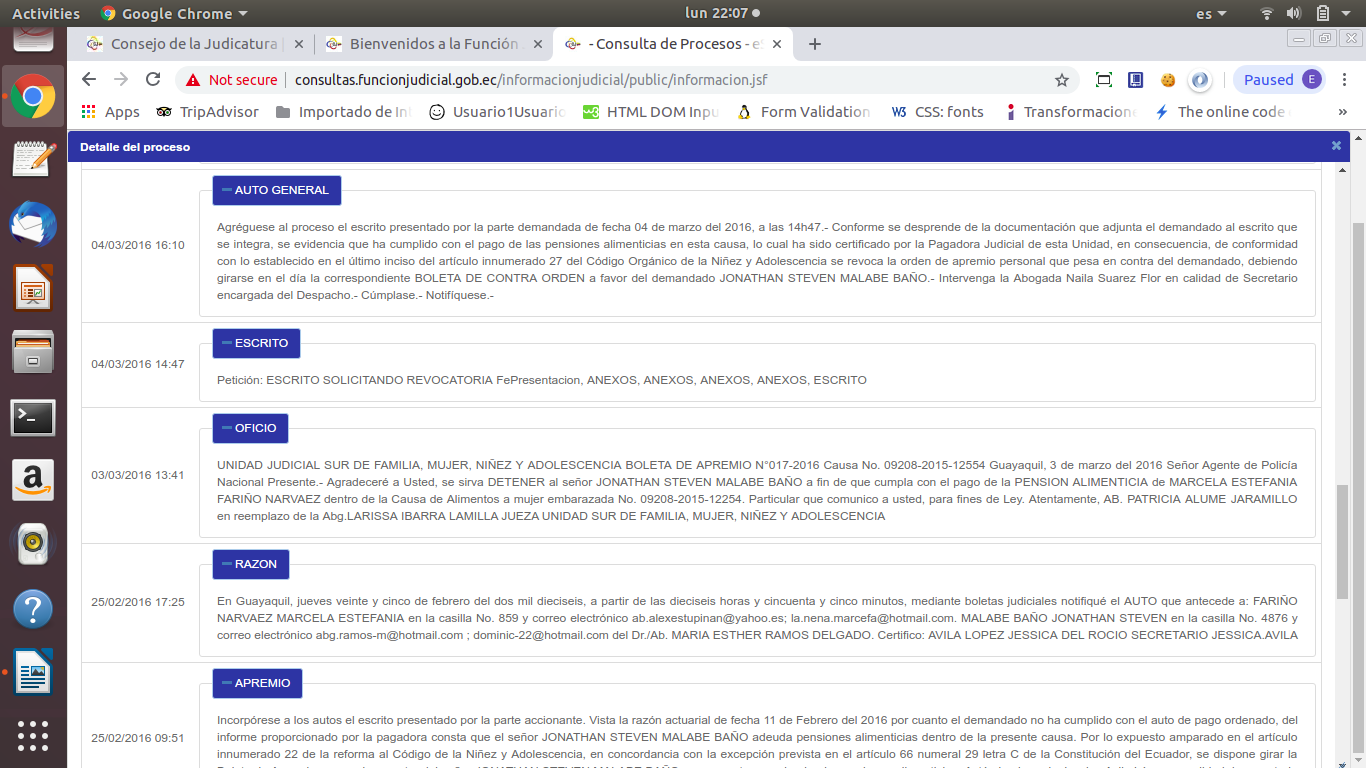 Activities
Google Chrome
lun 22:07
es
Consejo de la Judicatura
Bienvenidos a la Función
- Consulta de Procesos - eS
Not secure
consultas.funcionjudicial.gob.ec/informacionjudicial/public/informacion.jsf
Paused
E
Apps
TripAdvisor
Importado de Int
Usuario1Usuario
HTML DOM Inpu
Form Validation
CSS: fonts
Transformacione
The online code
»
Detalle del proceso
AUTO GENERAL
04/03/2016 16:10
Agréguese al proceso el escrito presentado por la parte demandada de fecha 04 de marzo del 2016, a las 14h47.- Conforme se desprende de la documentación que adjunta el demandado al escrito que
se integra, se evidencia que ha cumplido con el pago de las pensiones alimenticias en esta causa, lo cual ha sido certificado por la Pagadora Judicial de esta Unidad, en consecuencia, de conformidad
con lo establecido en el último inciso del artículo innumerado 27 del Código Orgánico de la Niñez y Adolescencia se revoca la orden de apremio personal que pesa en contra del demandado, debiendo
girarse en el día la correspondiente BOLETA DE CONTRA ORDEN a favor del demandado JONATHAN STEVEN MALABE BAÑO.- Intervenga la Abogada Naila Suarez Flor en calidad de Secretario
encargada del Despacho.- Cúmplase.- Notifíquese.-
ESCRITO
04/03/2016 14:47
Petición: ESCRITO SOLICITANDO REVOCATORIA FePresentacion, ANEXOS, ANEXOS, ANEXOS, ANEXOS, ESCRITO
OFICIO
03/03/2016 13:41
UNIDAD JUDICIAL SUR DE FAMILIA, MUJER, NIÑEZ Y ADOLESCENCIA BOLETA DE APREMIO N°017-2016 Causa No. 09208-2015-12554 Guayaquil, 3 de marzo del 2016 Señor Agente de Policía
Nacional Presente.- Agradeceré a Usted, se sirva DETENER al señor JONATHAN STEVEN MALABE BAÑO a fin de que cumpla con el pago de la PENSION ALIMENTICIA de MARCELA ESTEFANIA
FARIÑO NARVAEZ dentro de la Causa de Alimentos a mujer embarazada No. 09208-2015-12254. Particular que comunico a usted, para fines de Ley. Atentamente, AB. PATRICIA ALUME JARAMILLO
en reemplazo de la Abg.LARISSA IBARRA LAMILLA JUEZA UNIDAD SUR DE FAMILIA, MUJER, NIÑEZ Y ADOLESCENCIA
RAZON
25/02/2016 17:25
En Guayaquil, jueves veinte y cinco de febrero del dos mil dieciseis, a partir de las dieciseis horas y cincuenta y cinco minutos, mediante boletas judiciales notifiqué el AUTO que antecede a: FARIÑO
NARVAEZ MARCELA ESTEFANIA en la casilla No. 859 y correo electrónico ab.alexestupinan@yahoo.es; la.nena.marcefa@hotmail.com. MALABE BAÑO JONATHAN STEVEN en la casilla No. 4876 y
correo electrónico abg.ramos-m@hotmail.com ; dominic-22@hotmail.com del Dr./Ab. MARIA ESTHER RAMOS DELGADO. Certifico: AVILA LOPEZ JESSICA DEL ROCIO SECRETARIO JESSICA.AVILA
APREMIO
25/02/2016 09:51
Incorpórese a los autos el escrito presentado por la parte accionante. Vista la razón actuarial de fecha 11 de Febrero del 2016 por cuanto el demandado no ha cumplido con el auto de pago ordenado, del
informe proporcionado por la pagadora consta que el señor JONATHAN STEVEN MALABE BAÑO adeuda pensiones alimenticias dentro de la presente causa. Por lo expuesto amparado en el artículo
innumerado 22 de la reforma al Código de la Niñez y Adolescencia, en concordancia con la excepción prevista en el artículo 66 numeral 29 letra C de la Constitución del Ecuador, se dispone girar la